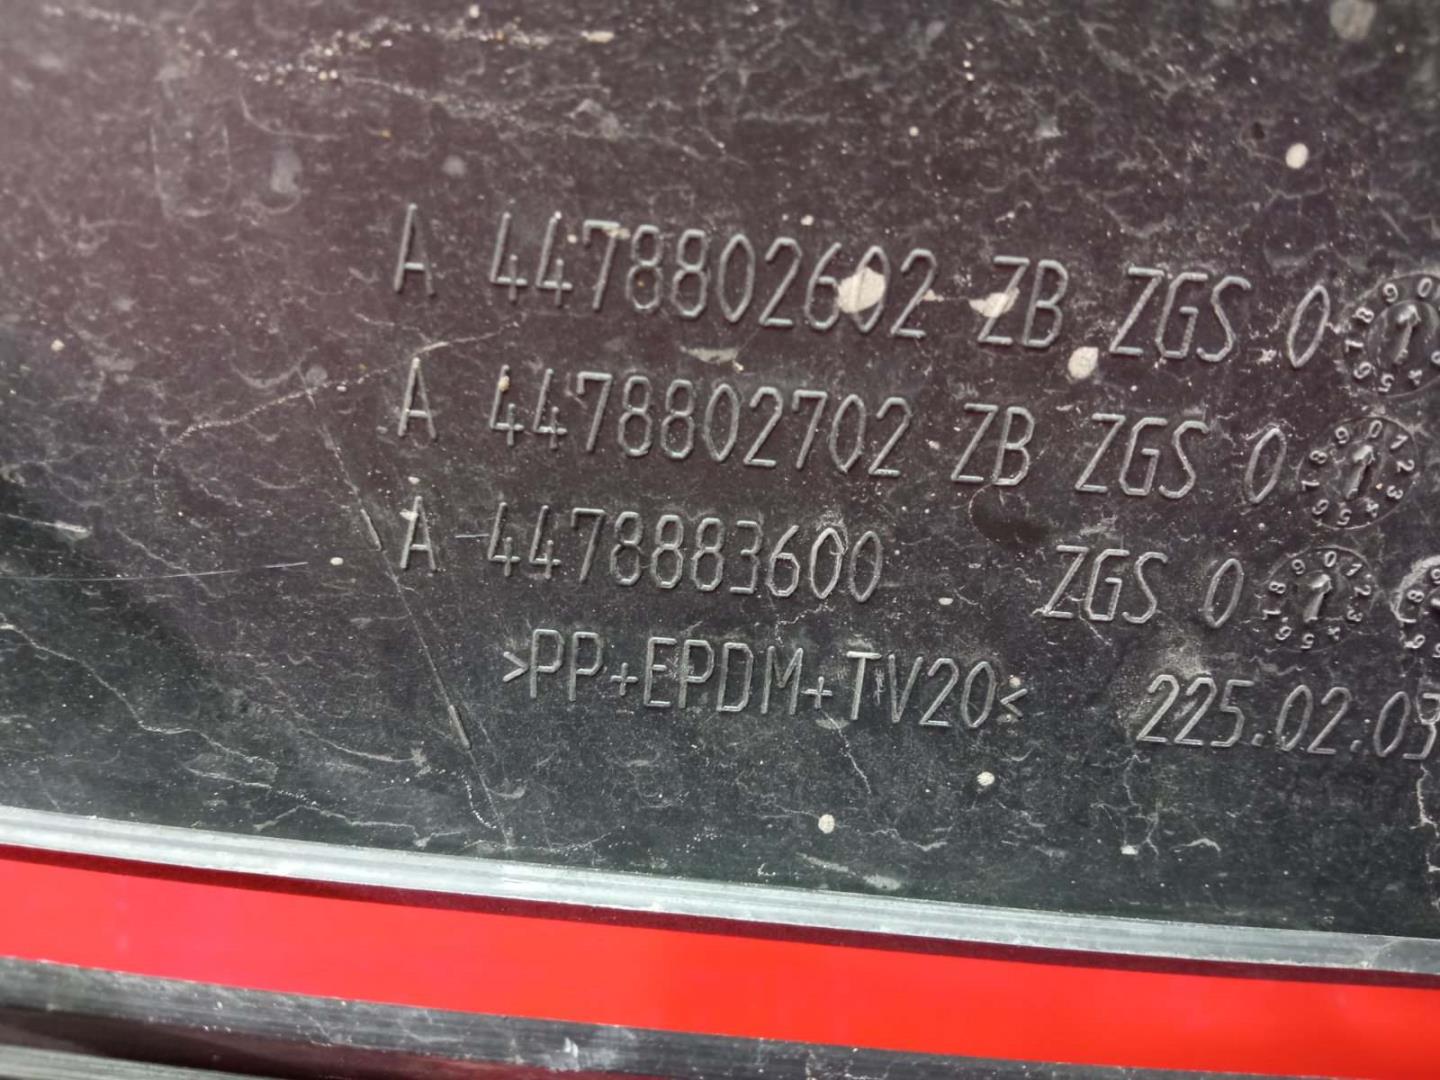 A 4478802602 ZB ZGS 0
A 4478802702 ZB ZGS 0
A 4478883600 ZGS 0
>PP+EPDM+TV20< 225.02.03